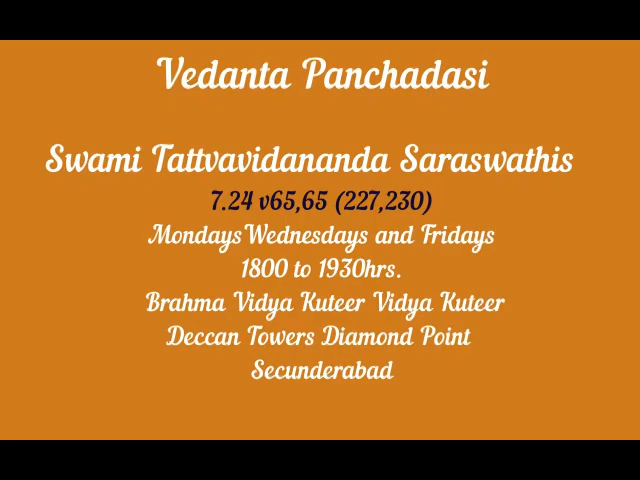 Vedanta Panchadasi
Swami Tattvavidananda Saraswathis
7.24 v65,65 (227,230)
MondaysWednesdays and Fridays
1800 to 1930hrs.
Brahma Vidya Kuteer Vidya Kuteer
Deccan Towers Diamond Point
Secunderabad